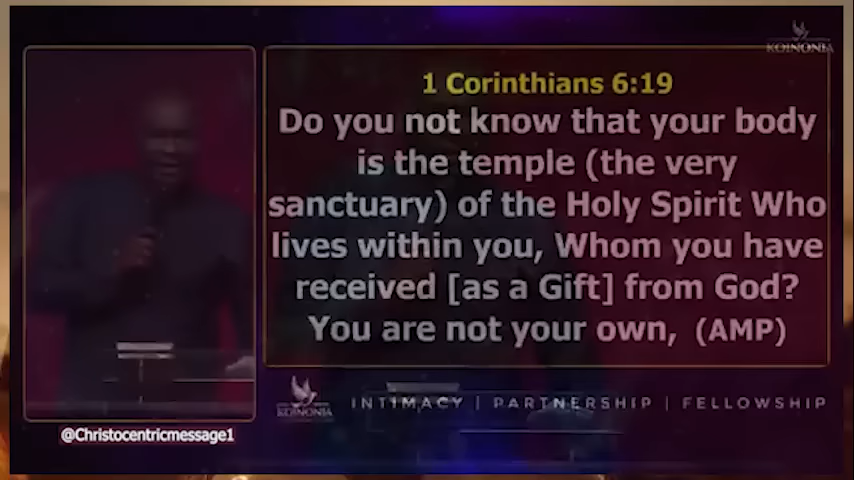 KOINONIA
1 Corinthians 6:19
Do you not know that your body
is the temple (the very
sanctuary) of the Holy Spirit Who
lives within you, Whom you have
received [as a Gift] from God?
You are not your own, (AMP)
KOINONIA
INTIMACY | PARTNERSHIP | FELLOWSHIP
@Christocentricmessage1